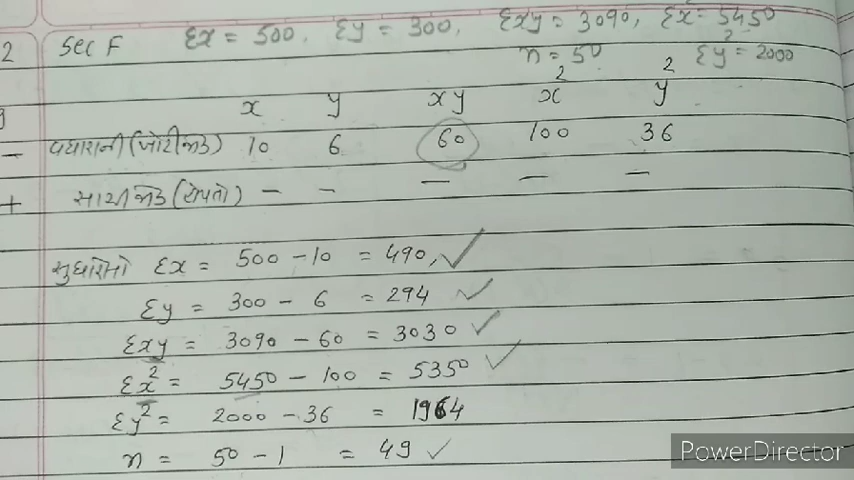 2 Sec F Σx = 500, Σy = 300, Σxy = 3090, Σx² = 5450
n = 50 Σy² = 2000
x y xy x² y²
- વધારાની (ખોટી જોડ) 10 6 60 100 36
+ સાચી જોડ (ઉમેરો) - - - - -
સુધારેલો Σx = 500 - 10 = 490, ✓
Σy = 300 - 6 = 294 ✓
Σxy = 3090 - 60 = 3030 ✓
Σx² = 5450 - 100 = 5350 ✓
Σy² = 2000 - 36 = 1964
n = 50 - 1 = 49 ✓
PowerDirector